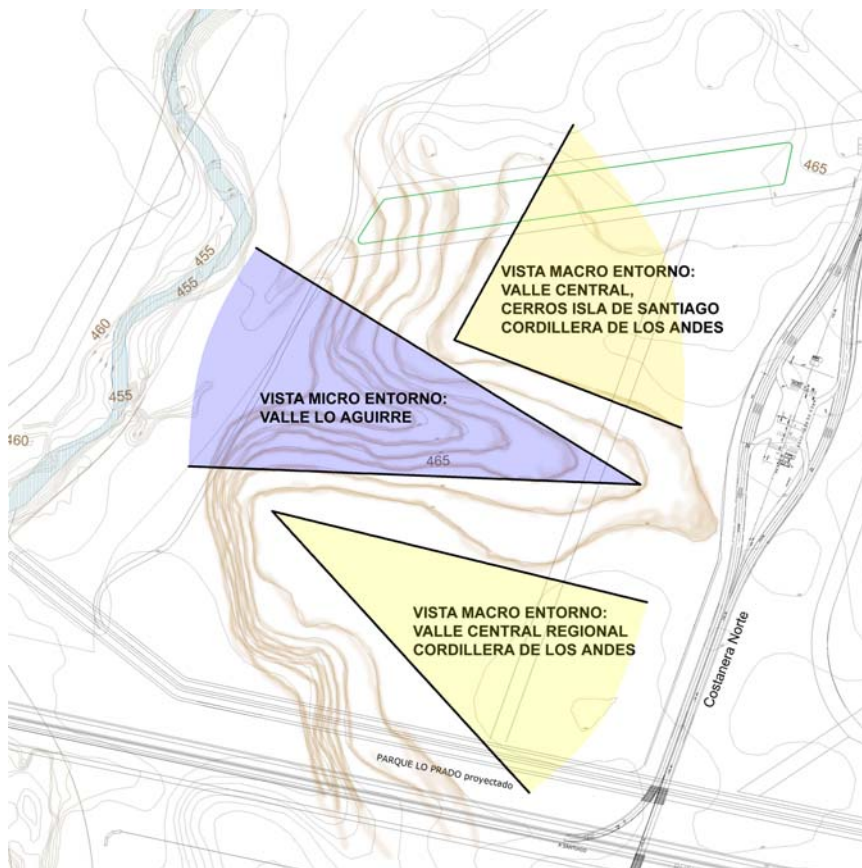 465
VISTA MACRO ENTORNO:
VALLE CENTRAL,
CERROS ISLA DE SANTIAGO
CORDILLERA DE LOS ANDES
455
455
460
455
460
VISTA MICRO ENTORNO:
VALLE LO AGUIRRE
465
VISTA MACRO ENTORNO:
VALLE CENTRAL REGIONAL
CORDILLERA DE LOS ANDES
Costanera Norte
PARQUE LO PRADO proyectado
A SANTIAGO